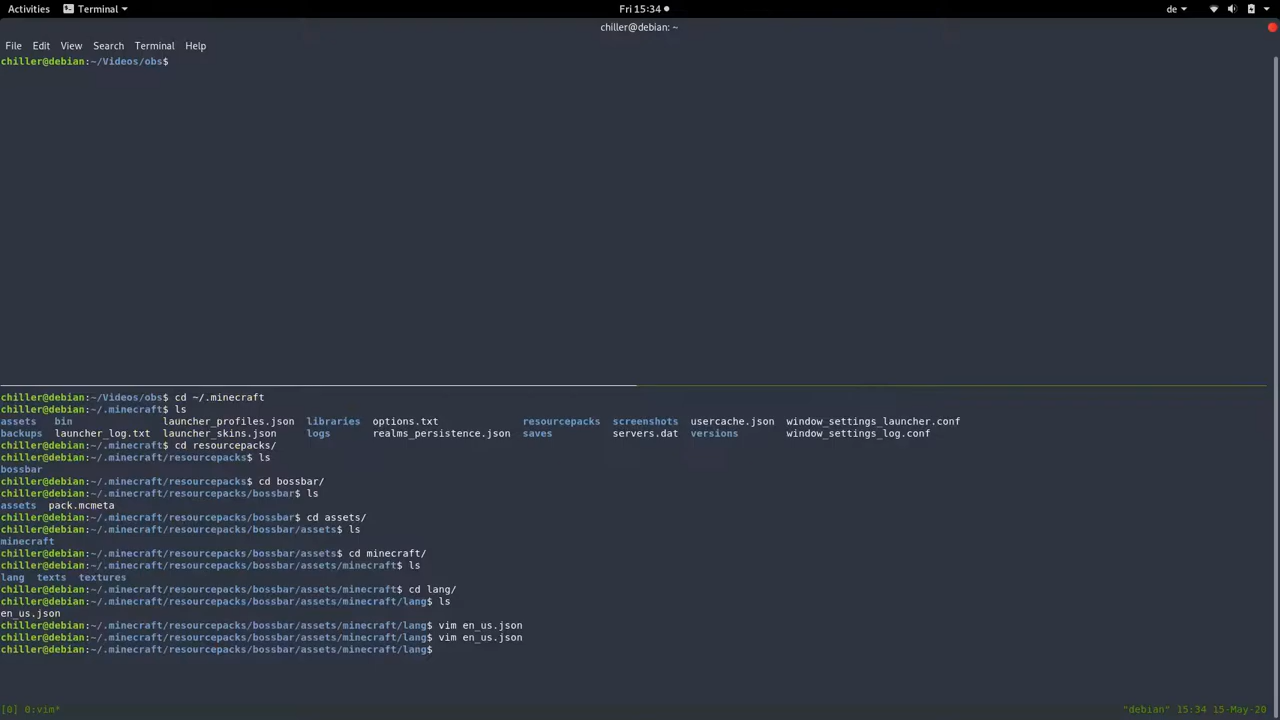 Activities Terminal Fri 15:34 de
chiller@debian: ~
File Edit View Search Terminal Help
chiller@debian:~/Videos/obs$
chiller@debian:~/Videos/obs$ cd ~/.minecraft
chiller@debian:~/.minecraft$ ls
assets bin launcher_profiles.json libraries options.txt resourcepacks screenshots usercache.json window_settings_launcher.conf
backups launcher_log.txt launcher_skins.json logs realms_persistence.json saves servers.dat versions window_settings_log.conf
chiller@debian:~/.minecraft$ cd resourcepacks/
chiller@debian:~/.minecraft/resourcepacks$ ls
bossbar
chiller@debian:~/.minecraft/resourcepacks$ cd bossbar/
chiller@debian:~/.minecraft/resourcepacks/bossbar$ ls
assets pack.mcmeta
chiller@debian:~/.minecraft/resourcepacks/bossbar$ cd assets/
chiller@debian:~/.minecraft/resourcepacks/bossbar/assets$ ls
minecraft
chiller@debian:~/.minecraft/resourcepacks/bossbar/assets$ cd minecraft/
chiller@debian:~/.minecraft/resourcepacks/bossbar/assets/minecraft$ ls
lang texts textures
chiller@debian:~/.minecraft/resourcepacks/bossbar/assets/minecraft$ cd lang/
chiller@debian:~/.minecraft/resourcepacks/bossbar/assets/minecraft/lang$ ls
en_us.json
chiller@debian:~/.minecraft/resourcepacks/bossbar/assets/minecraft/lang$ vim en_us.json
chiller@debian:~/.minecraft/resourcepacks/bossbar/assets/minecraft/lang$ vim en_us.json
chiller@debian:~/.minecraft/resourcepacks/bossbar/assets/minecraft/lang$
[0] 0:vim* "debian" 15:34 15-May-20